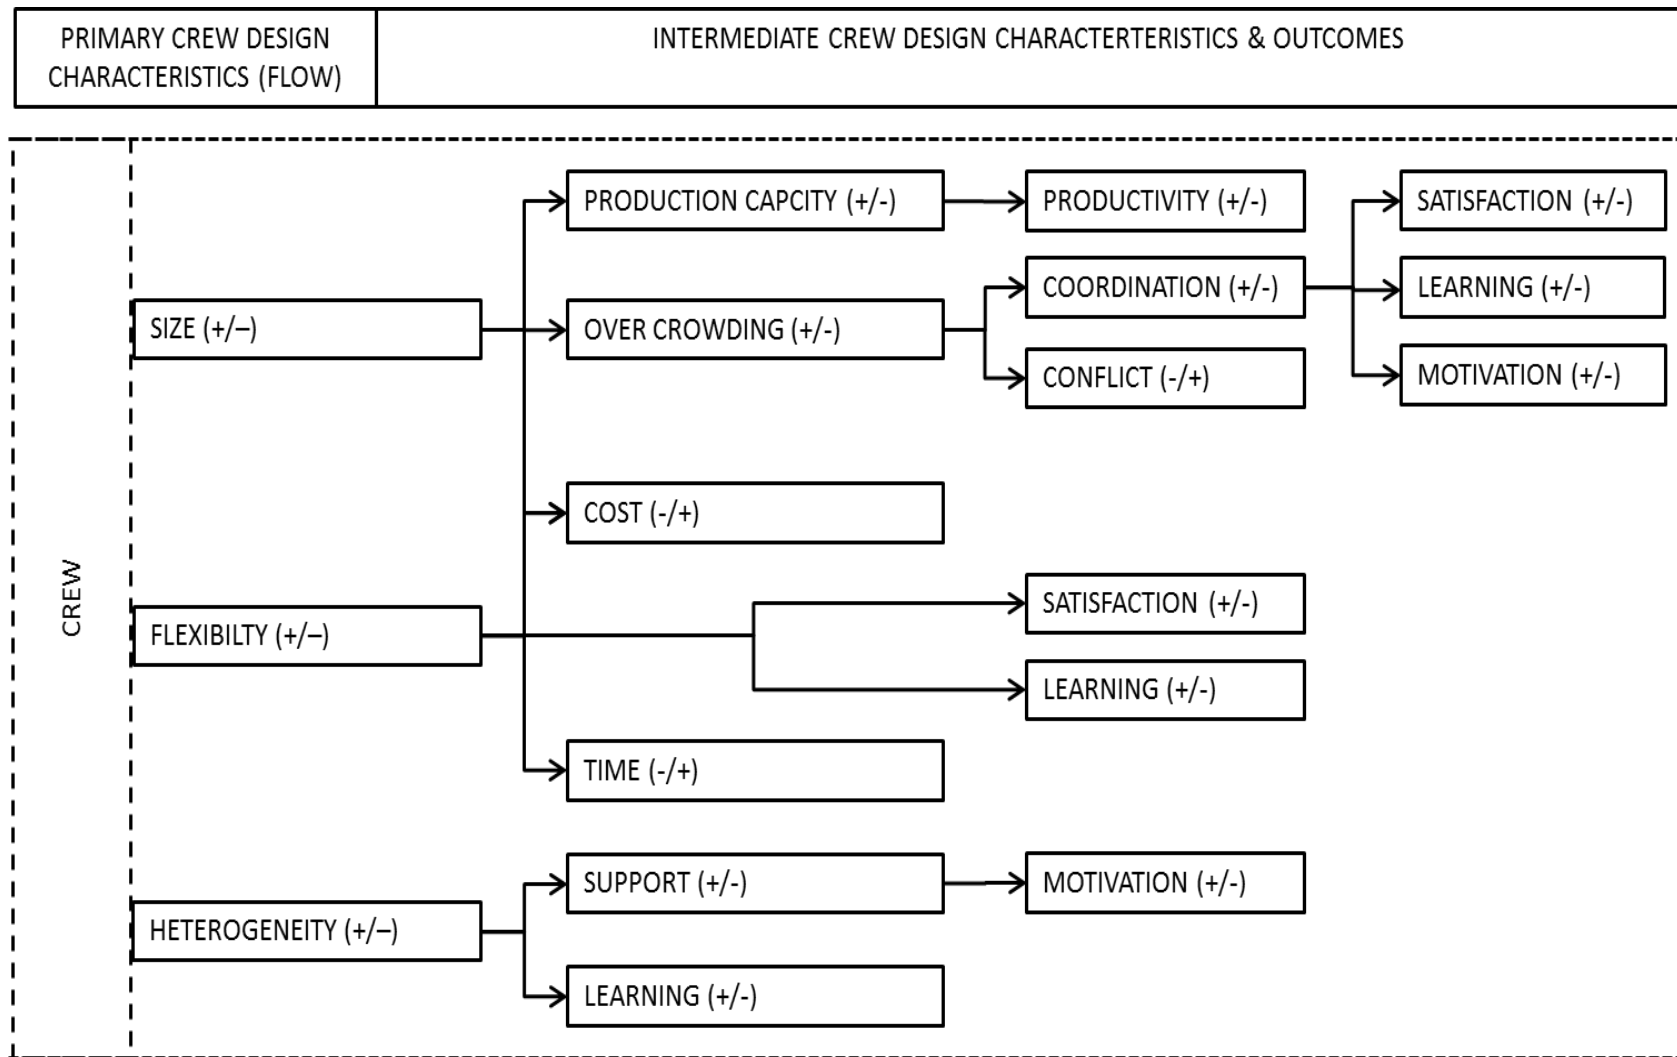 PRIMARY CREW DESIGN
CHARACTERISTICS (FLOW)
INTERMEDIATE CREW DESIGN CHARACTERTERISTICS & OUTCOMES
CREW
SIZE (+/–)
PRODUCTION CAPCITY (+/-)
PRODUCTIVITY (+/-)
SATISFACTION (+/-)
OVER CROWDING (+/-)
COORDINATION (+/-)
LEARNING (+/-)
CONFLICT (-/+)
MOTIVATION (+/-)
COST (-/+)
FLEXIBILTY (+/–)
SATISFACTION (+/-)
LEARNING (+/-)
TIME (-/+)
HETEROGENEITY (+/–)
SUPPORT (+/-)
MOTIVATION (+/-)
LEARNING (+/-)